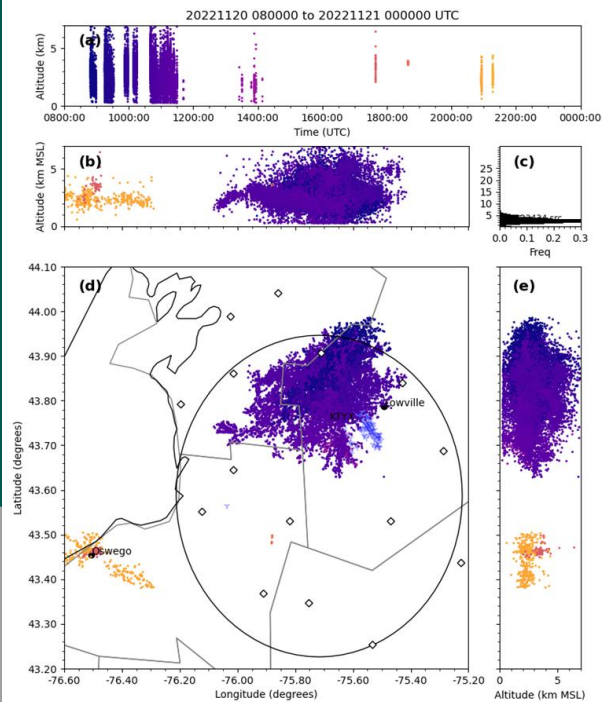 20221120 080000 to 20221121 000000 UTC
(a)
Altitude (km)
5
0
0800:00 1000:00 1200:00 1400:00 1600:00 1800:00 2000:00 2200:00 0000:00
Time (UTC)
(b)
Altitude (km MSL)
5
0
(c)
25
20
15
10
5
0.0 0.1 0.2 0.3
Freq
(d)
44.10
44.00
43.90
43.80
43.70
43.60
43.50
43.40
43.30
43.20
Latitude (degrees)
Lowville
KTYX
Oswego
-76.60 -76.40 -76.20 -76.00 -75.80 -75.60 -75.40 -75.20
Longitude (degrees)
(e)
0 5
Altitude (km MSL)